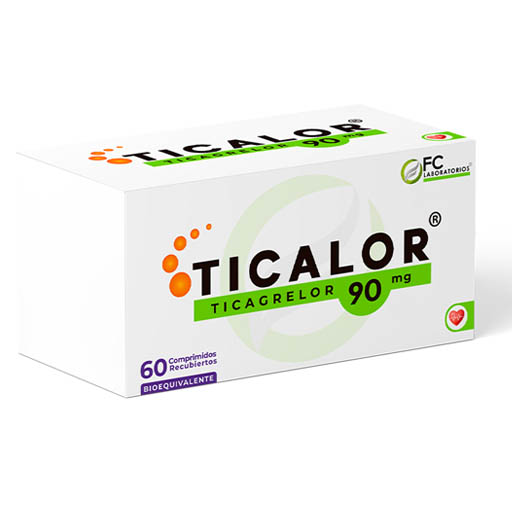 TICALOR®
TICAGRELOR 90 mg
FC
LABORATORIOS®
TICALOR®
TICAGRELOR 90 mg
60 Comprimidos
Recubiertos
BIOEQUIVALENTE